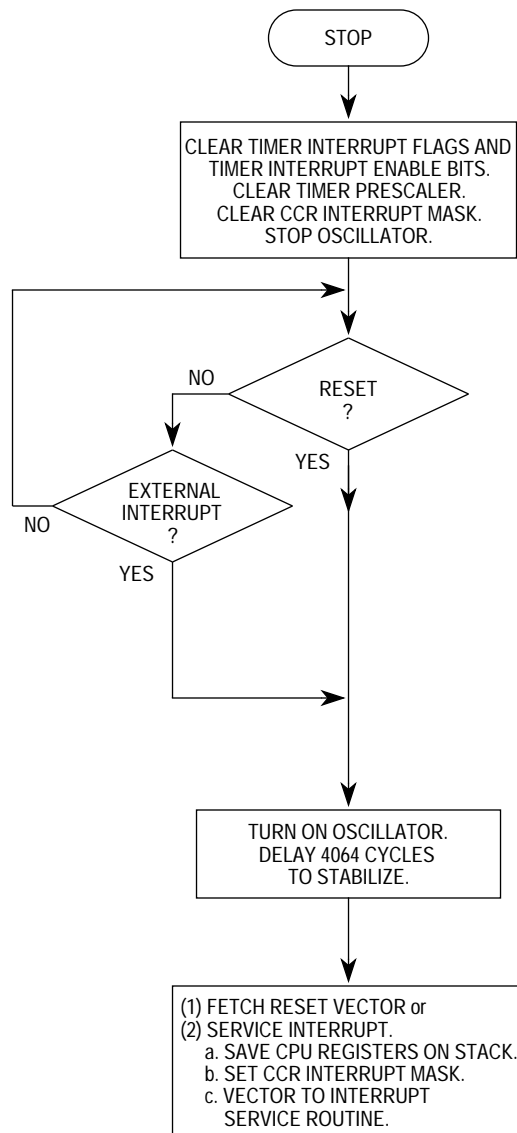 STOP
CLEAR TIMER INTERRUPT FLAGS AND
TIMER INTERRUPT ENABLE BITS.
CLEAR TIMER PRESCALER.
CLEAR CCR INTERRUPT MASK.
STOP OSCILLATOR.
NO
RESET
?
YES
EXTERNAL
INTERRUPT
?
NO
YES
TURN ON OSCILLATOR.
DELAY 4064 CYCLES
TO STABILIZE.
(1) FETCH RESET VECTOR or
(2) SERVICE INTERRUPT.
a. SAVE CPU REGISTERS ON STACK.
b. SET CCR INTERRUPT MASK.
c. VECTOR TO INTERRUPT
SERVICE ROUTINE.